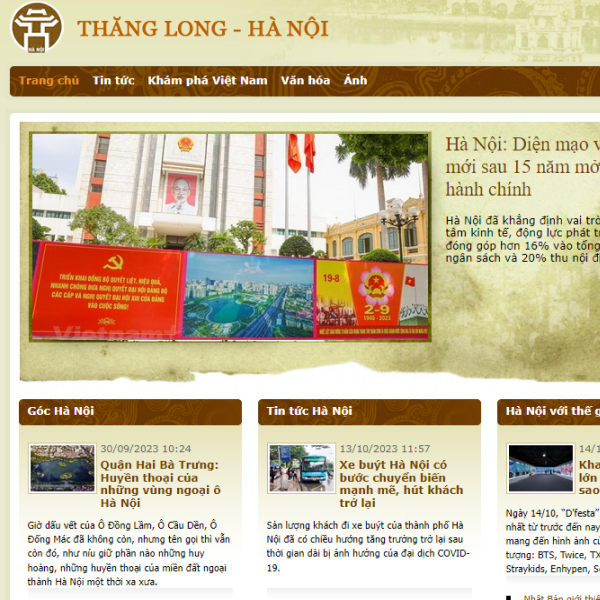 HÀ NỘI
THĂNG LONG - HÀ NỘI
Trang chủ Tin tức Khám phá Việt Nam Văn hóa Ảnh
Hà Nội: Diện mạo
mới sau 15 năm mở
hành chính
Hà Nội đã khẳng định vai
tâm kinh tế, động lực phát
đóng góp hơn 16% vào tổng
ngân sách và 20% thu nội
TRIỂN KHAI ĐỒNG BỘ QUYẾT LIỆT, HIỆU QUẢ,
NHANH CHÓNG ĐƯA NGHỊ QUYẾT ĐẠI HỘI ĐẢNG BỘ
CÁC CẤP VÀ NGHỊ QUYẾT ĐẠI HỘI XIII CỦA ĐẢNG
VÀO CUỘC SỐNG!
19-8
2-9
1945 - 2023
Góc Hà Nội
30/09/2023 10:24
Quận Hai Bà Trưng:
Huyền thoại của
những vùng ngoại ô
Hà Nội
Giờ dấu vết của Ô Đồng Lầm, Ô Cầu Dền, Ô
Đống Mác đã không còn, nhưng tên gọi thì vẫn
còn đó, như níu giữ phần nào những huy
hoàng, những huyền thoại của miền đất ngoại
thành Hà Nội một thời xa xưa.
Tin tức Hà Nội
13/10/2023 11:57
Xe buýt Hà Nội có
bước chuyển biến
mạnh mẽ, hút khách
trở lại
Sản lượng khách đi xe buýt của thành phố Hà
Nội đã có chiều hướng tăng trưởng trở lại sau
thời gian dài bị ảnh hưởng của đại dịch COVID-
19.
Hà Nội với thế
14/
lớn
sao
Ngày 14/10, "D'festa"
nhất từ trước đến nay
mang đến hình ảnh
tượng: BTS, Twice,
Straykids, Enhypen,
Nhật Bản giới